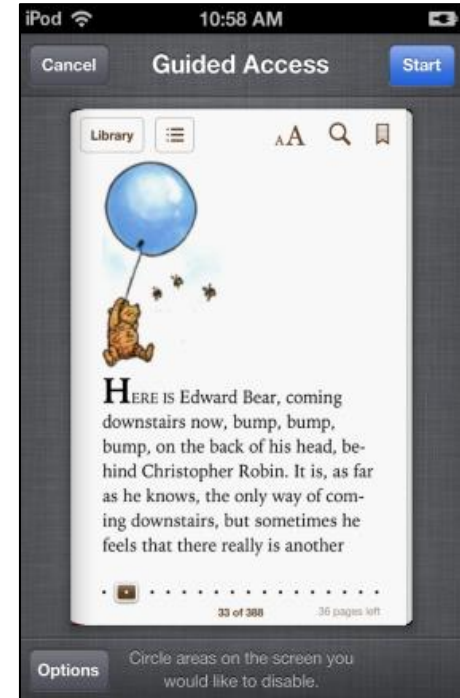 iPod 10:58 AM
Cancel Guided Access Start
Library AA
HERE IS Edward Bear, coming
downstairs now, bump, bump,
bump, on the back of his head, be-
hind Christopher Robin. It is, as far
as he knows, the only way of com-
ing downstairs, but sometimes he
feels that there really is another
33 of 388 36 pages left
Options
Circle areas on the screen you
would like to disable.